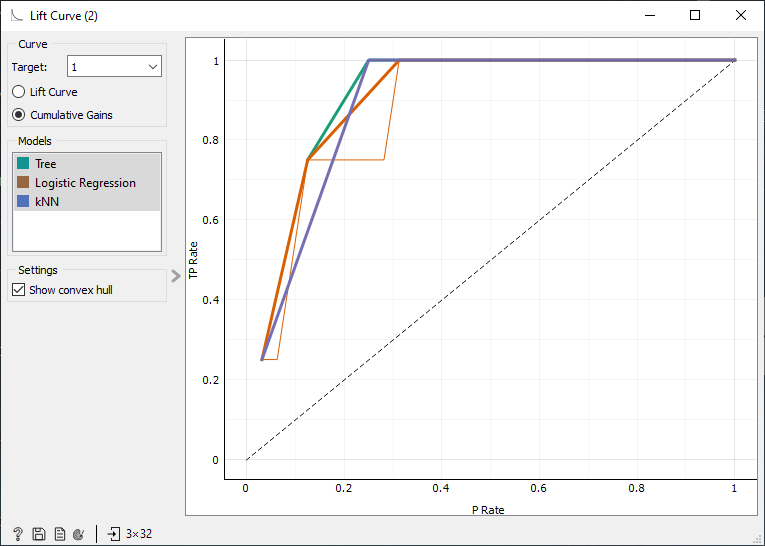 Lift Curve (2)
Curve
Target: 1
Lift Curve
Cumulative Gains
Models
Tree
Logistic Regression
kNN
Settings
Show convex hull
1
0.8
0.6
0.4
0.2
0
TP Rate
0 0.2 0.4 0.6 0.8 1
P Rate
? 3×32